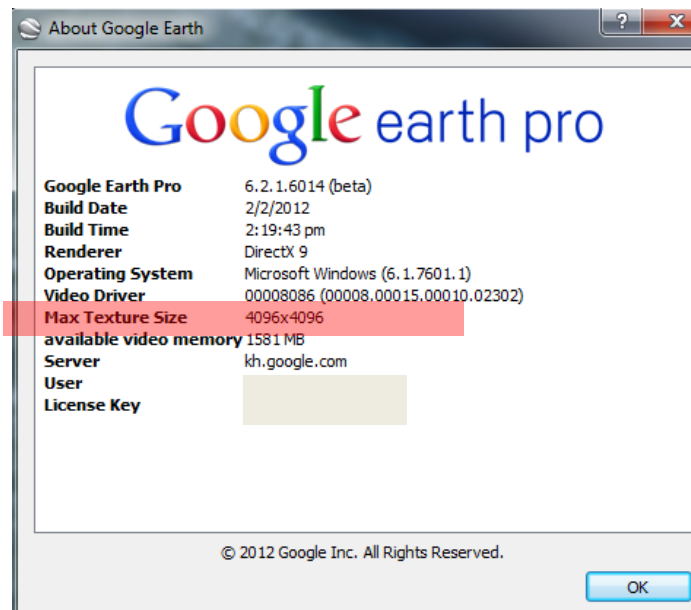 About Google Earth
Google earth pro
Google Earth Pro 6.2.1.6014 (beta)
Build Date 2/2/2012
Build Time 2:19:43 pm
Renderer DirectX 9
Operating System Microsoft Windows (6.1.7601.1)
Video Driver 00008086 (00008.00015.00010.02302)
Max Texture Size 4096x4096
available video memory 1581 MB
Server kh.google.com
User
License Key
© 2012 Google Inc. All Rights Reserved.
OK